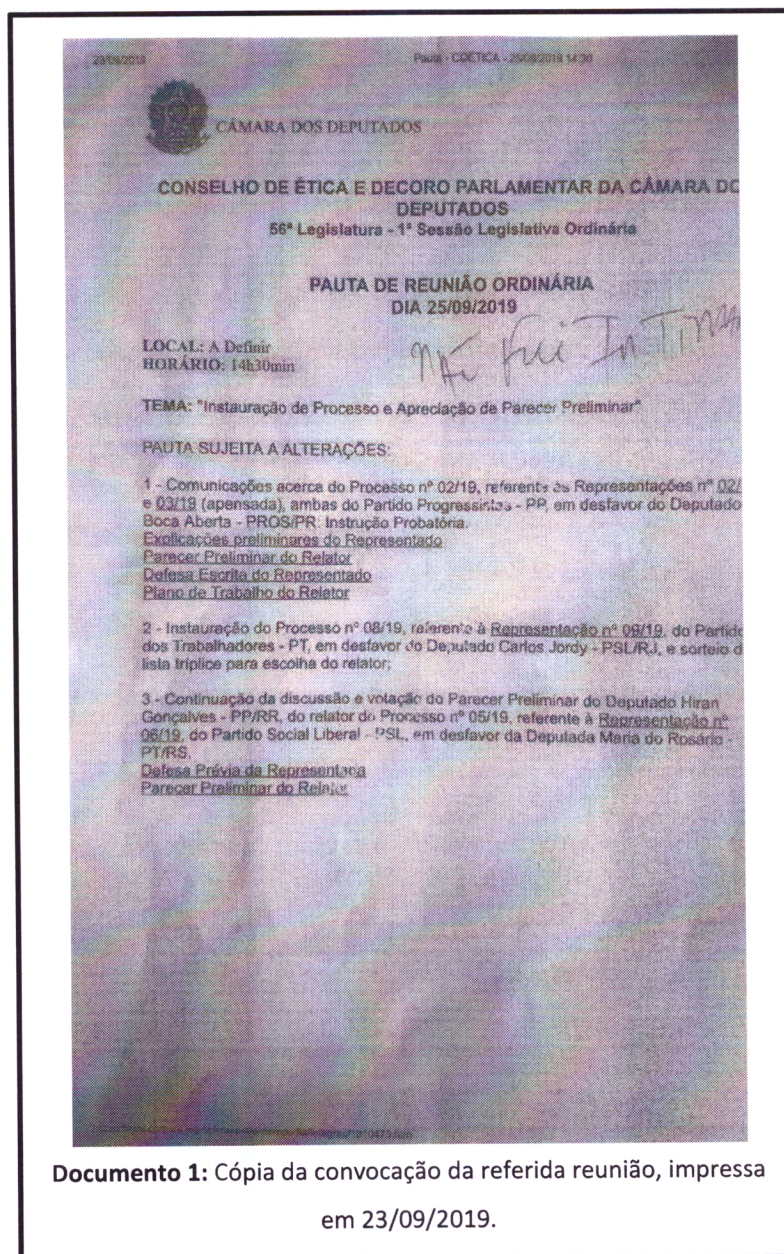 23/09/2019 Pauta - COETICA - 25/09/2019 14:30
CÂMARA DOS DEPUTADOS
CONSELHO DE ÉTICA E DECORO PARLAMENTAR DA CÂMARA DO
DEPUTADOS
56ª Legislatura - 1ª Sessão Legislativa Ordinária
PAUTA DE REUNIÃO ORDINÁRIA
DIA 25/09/2019
Fui
LOCAL: A Definir
HORÁRIO: 14h30min
TEMA: "Instauração de Processo e Apreciação de Parecer Preliminar"
PAUTA SUJEITA A ALTERAÇÕES:
1 - Comunicações acerca do Processo nº 02/19, referente às Representações nº 02/
e 03/19 (apensada), ambas do Partido Progressistas - PP, em desfavor do Deputado
Boca Aberta - PROS/PR. Instrução Probatória.
Explicações preliminares do Representado
Parecer Preliminar do Relator
Defesa Escrita do Representado
Plano de Trabalho do Relator
2 - Instauração do Processo nº 08/19, referente à Representação nº 09/19, do Partido
dos Trabalhadores - PT, em desfavor do Deputado Carlos Jordy - PSL/RJ, e sorteio d
lista tríplice para escolha do relator;
3 - Continuação da discussão e votação do Parecer Preliminar do Deputado Hiran
Gonçalves - PP/RR, do relator do Processo nº 05/19, referente à Representação nº
06/19, do Partido Social Liberal - PSL, em desfavor da Deputada Maria do Rosário -
PT/RS.
Defesa Prévia da Representada
Parecer Preliminar do Relator
Documento 1: Cópia da convocação da referida reunião, impressa
em 23/09/2019.